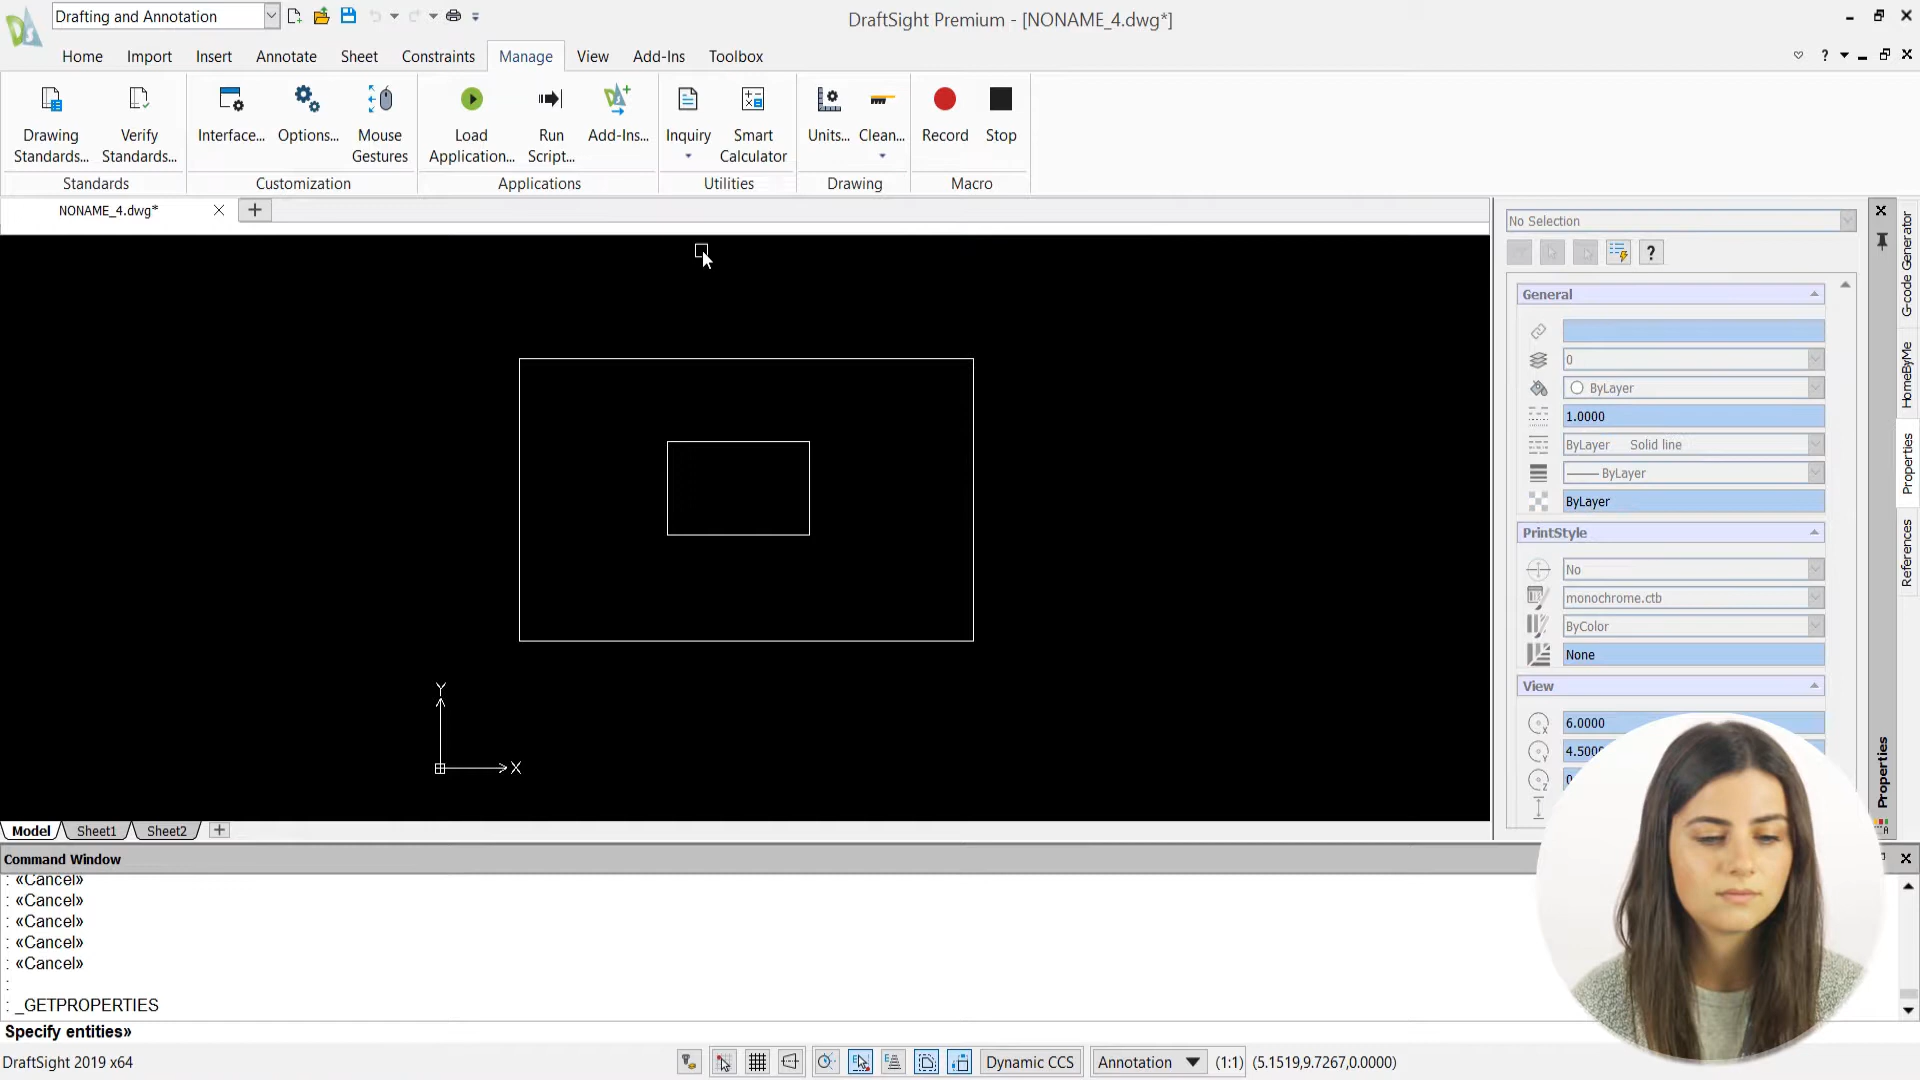 Drafting and Annotation
DraftSight Premium - [NONAME_4.dwg*]
Home Import Insert Annotate Sheet Constraints Manage View Add-Ins Toolbox
?
Drawing Standards...
Verify Standards...
Interface...
Options...
Mouse Gestures
Load Application...
Run Script...
Add-Ins...
Inquiry
Smart Calculator
Units...
Clean...
Record
Stop
Standards
Customization
Applications
Utilities
Drawing
Macro
NONAME_4.dwg*
No Selection
?
General
0
ByLayer
1.0000
ByLayer Solid line
ByLayer
ByLayer
PrintStyle
No
monochrome.ctb
ByColor
None
View
6.0000
G-code Generator
HomeByMe
Properties
References
Properties
Y
X
Model Sheet1 Sheet2
Command Window
: «Cancel»
: «Cancel»
: «Cancel»
: «Cancel»
: «Cancel»
:
: _GETPROPERTIES
Specify entities»
DraftSight 2019 x64
Dynamic CCS
Annotation
(1:1)
(5.1519,9.7267,0.0000)